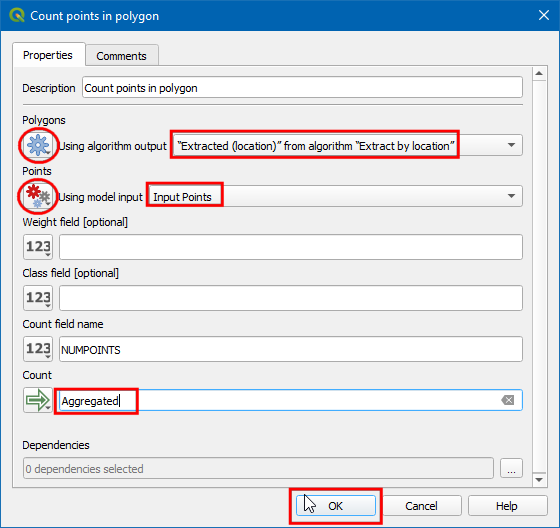 Count points in polygon
Properties
Comments
Description
Count points in polygon
Polygons
Using algorithm output
“Extracted (location)” from algorithm “Extract by location”
Points
Using model input
Input Points
Weight field [optional]
123
Class field [optional]
123
Count field name
123
NUMPOINTS
Count
Aggregated
Dependencies
0 dependencies selected
...
OK
Cancel
Help